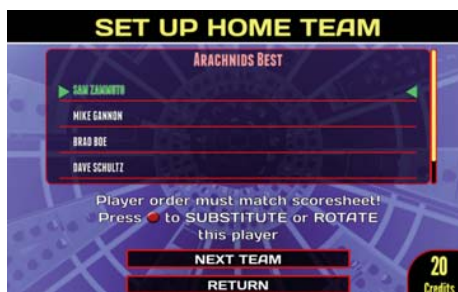 SET UP HOME TEAM
ARACHNIDS BEST
SAM ZAMMUTO
MIKE GANNON
BRAD BOE
DAVE SCHULTZ
Player order must match scoresheet!
Press to SUBSTITUTE or ROTATE
this player
NEXT TEAM
RETURN
20
Credits